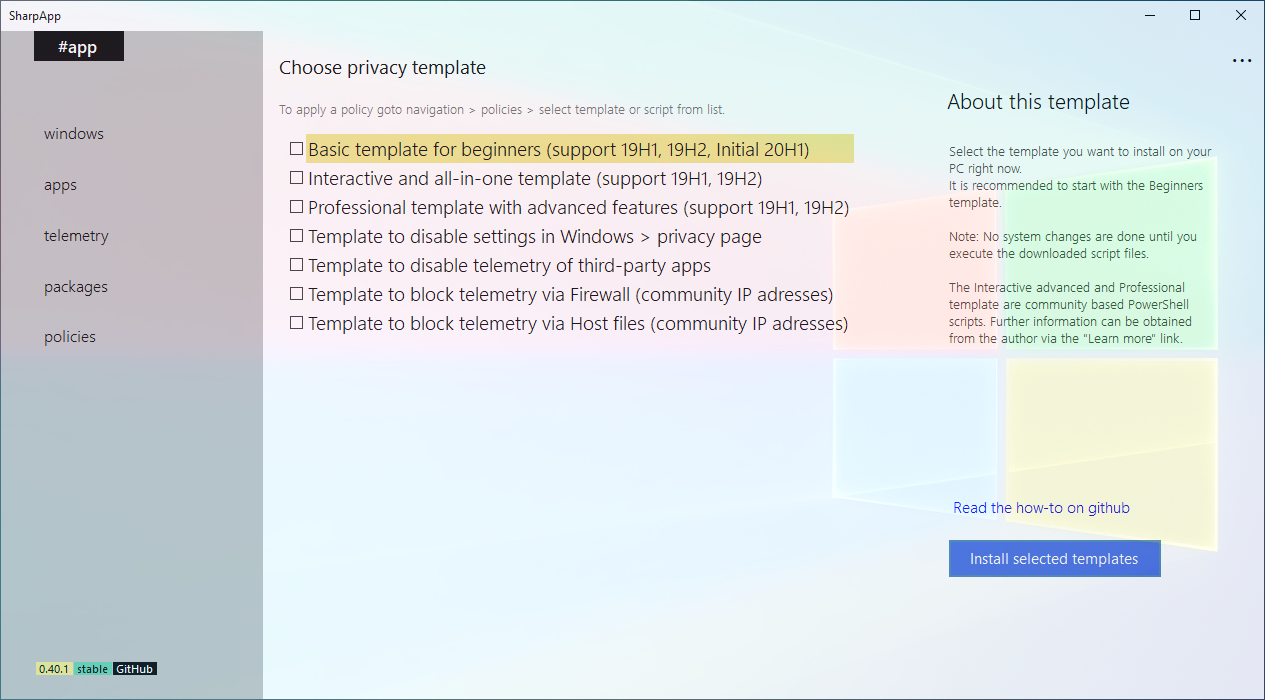 SharpApp
#app
windows
apps
telemetry
packages
policies
0.40.1 stable GitHub
Choose privacy template
To apply a policy goto navigation > policies > select template or script from list.
Basic template for beginners (support 19H1, 19H2, Initial 20H1)
Interactive and all-in-one template (support 19H1, 19H2)
Professional template with advanced features (support 19H1, 19H2)
Template to disable settings in Windows > privacy page
Template to disable telemetry of third-party apps
Template to block telemetry via Firewall (community IP adresses)
Template to block telemetry via Host files (community IP adresses)
...
About this template
Select the template you want to install on your
PC right now.
It is recommended to start with the Beginners
template.
Note: No system changes are done until you
execute the downloaded script files.
The Interactive advanced and Professional
template are community based PowerShell
scripts. Further information can be obtained
from the author via the "Learn more" link.
Read the how-to on github
Install selected templates